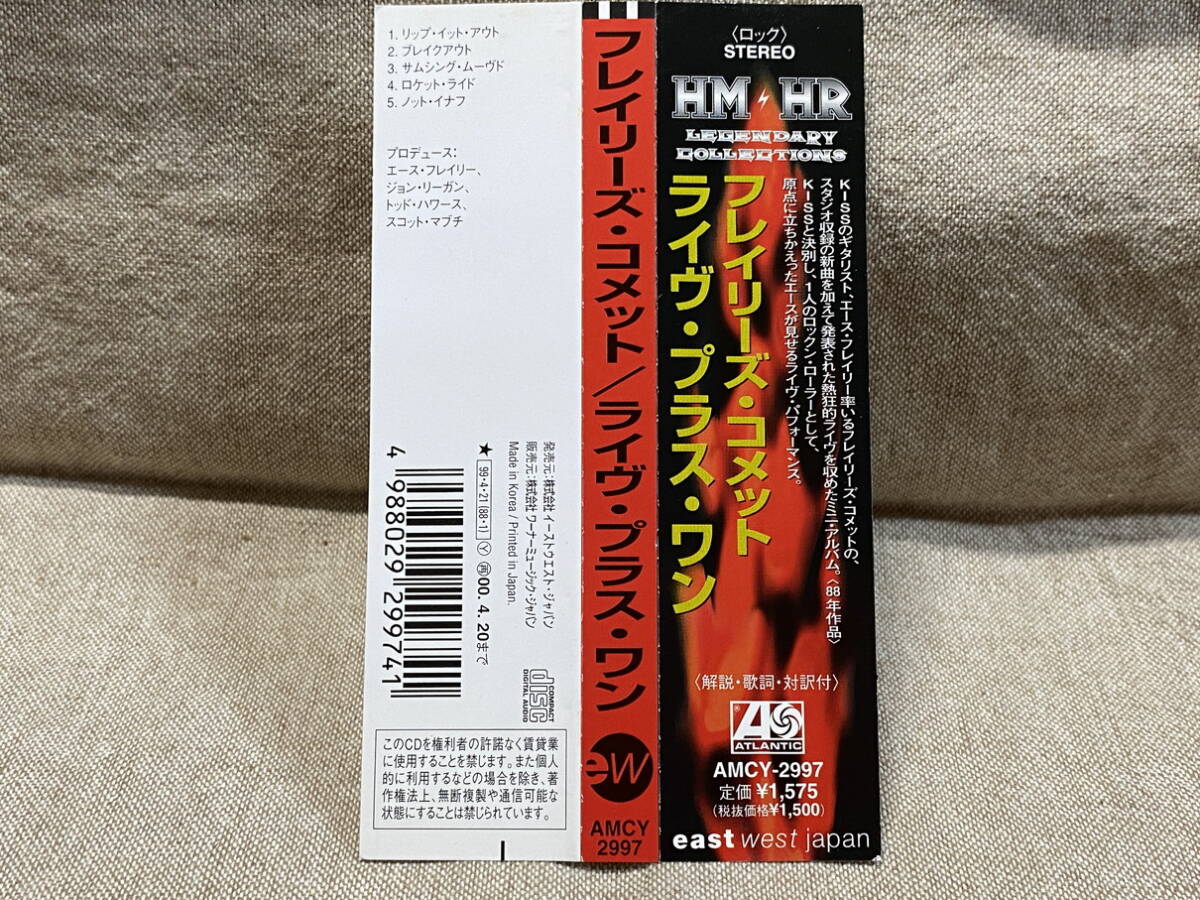 1. リップ・イット・アウト
2. ブレイクアウト
3. サムシング・ムーヴド
4. ロケット・ライド
5. ノット・イナフ
プロデュース:
エース・フレイリー、
ジョン・リーガン、
トッド・ハワース、
スコット・マブチ
発売元:株式会社 イーストウエスト・ジャパン
販売元:株式会社 ワーナーミュージック・ジャパン
Made in Korea / Printed in Japan.
★ 99・4・21 (88・1) Y 再 00. 4. 20まで
4 988029 299741
COMPACT
disc
DIGITAL AUDIO
このCDを権利者の許諾なく賃貸業
に使用することを禁じます。また個人
的に利用するなどの場合を除き、著
作権法上、無断複製や通信可能な
状態にすることは禁じられています。
フレイリーズ・コメット/ライヴ・プラス・ワン
ew
AMCY
2997
〈ロック〉
STEREO
HM HR
LEGENDARY
COLLECTIONS
KISSのギタリスト、エース・フレイリー率いるフレイリーズ・コメットの、
スタジオ収録の新曲を加えて発表された熱狂的ライヴを収めたミニ・アルバム。〈88年作品〉
KISSと決別し、1人のロックン・ローラーとして、
原点に立ちかえったエースが見せるライヴ・パフォーマンス。
フレイリーズ・コメット
ライヴ・プラス・ワン
〈解説・歌詞・対訳付〉
ATLANTIC
AMCY-2997
定価 ¥1,575
(税抜価格¥1,500)
east west japan